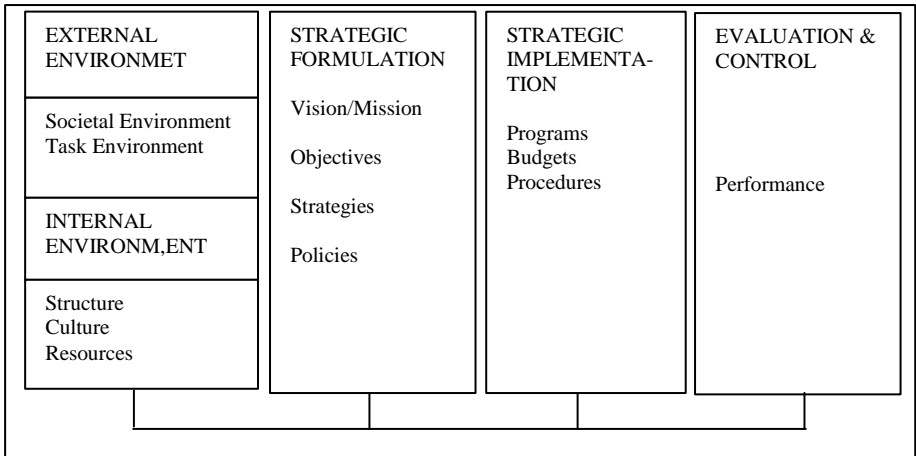 EXTERNAL
ENVIRONMET
Societal Environment
Task Environment
INTERNAL
ENVIRONM,ENT
Structure
Culture
Resources
STRATEGIC
FORMULATION
Vision/Mission
Objectives
Strategies
Policies
STRATEGIC
IMPLEMENTA-
TION
Programs
Budgets
Procedures
EVALUATION &
CONTROL
Performance